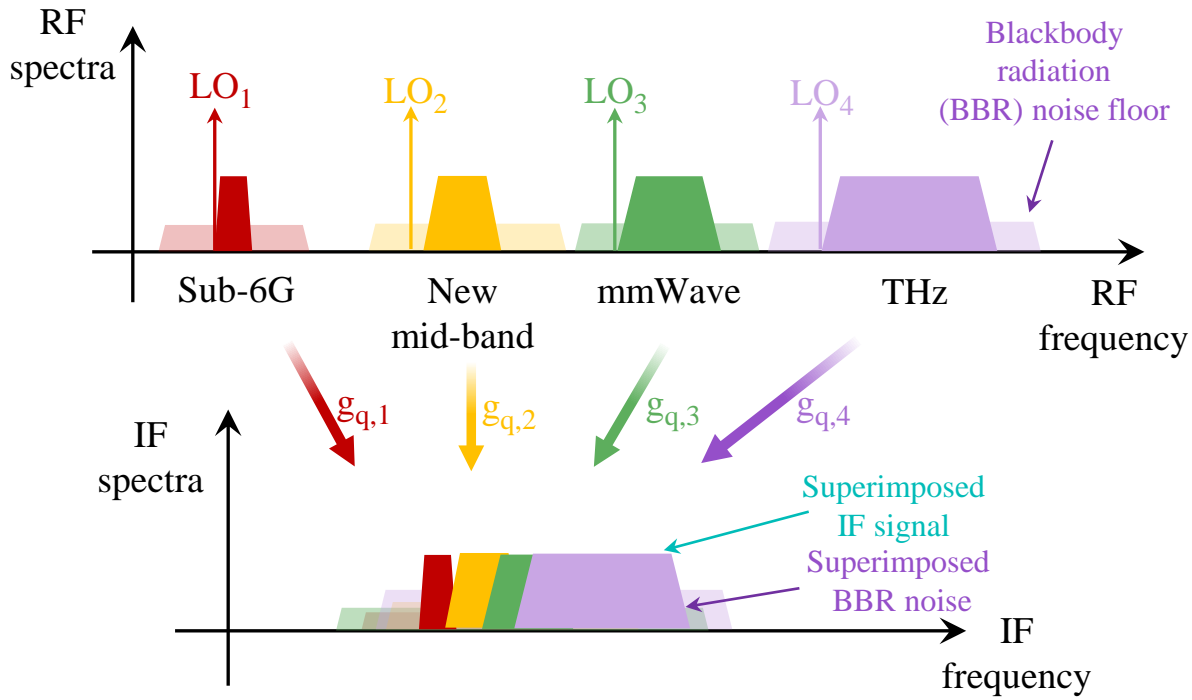 RF
spectra
LO1
LO2
LO3
LO4
Blackbody
radiation
(BBR) noise floor
Sub-6G
New
mid-band
mmWave
THz
RF
frequency
gq,1
gq,2
gq,3
gq,4
IF
spectra
Superimposed
IF signal
Superimposed
BBR noise
IF
frequency